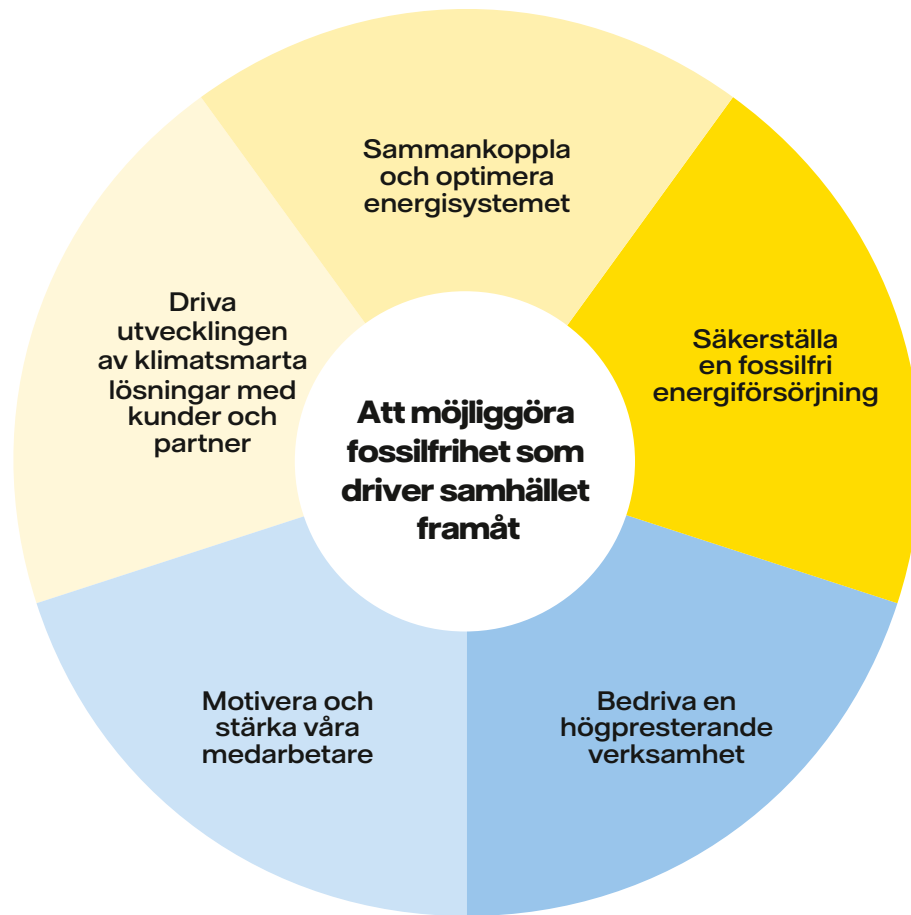 Sammankoppla
och optimera
energisystemet
Säkerställa
en fossilfri
energiförsörjning
Bedriva en
högpresterande
verksamhet
Motivera och
stärka våra
medarbetare
Driva
utvecklingen
av klimatsmarta
lösningar med
kunder och
partner
Att möjliggöra
fossilfrihet som
driver samhället
framåt